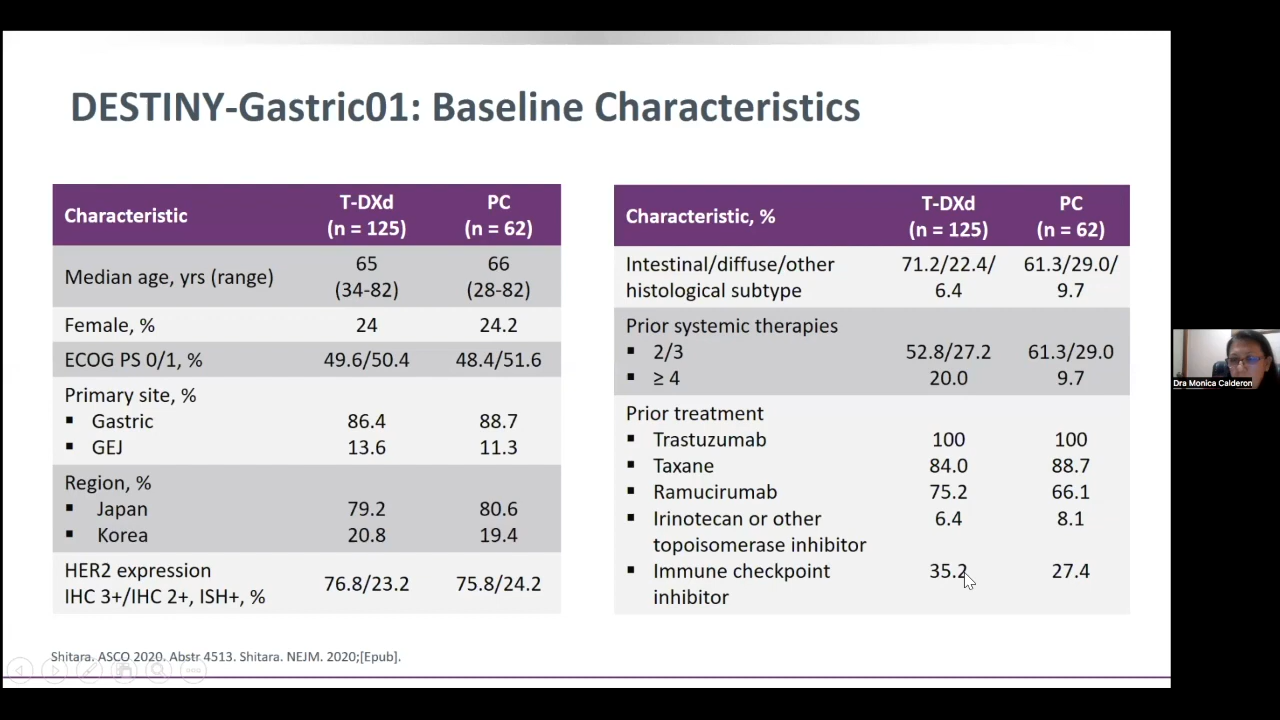 DESTINY-Gastric01: Baseline Characteristics
Characteristic T-DXd (n = 125) PC (n = 62)
Median age, yrs (range) 65 (34-82) 66 (28-82)
Female, % 24 24.2
ECOG PS 0/1, % 49.6/50.4 48.4/51.6
Primary site, %
▪ Gastric 86.4 88.7
▪ GEJ 13.6 11.3
Region, %
▪ Japan 79.2 80.6
▪ Korea 20.8 19.4
HER2 expression
IHC 3+/IHC 2+, ISH+, % 76.8/23.2 75.8/24.2
Characteristic, % T-DXd (n = 125) PC (n = 62)
Intestinal/diffuse/other 71.2/22.4/ 61.3/29.0/
histological subtype 6.4 9.7
Prior systemic therapies
▪ 2/3 52.8/27.2 61.3/29.0
▪ ≥ 4 20.0 9.7
Prior treatment
▪ Trastuzumab 100 100
▪ Taxane 84.0 88.7
▪ Ramucirumab 75.2 66.1
▪ Irinotecan or other 6.4 8.1
topoisomerase inhibitor
▪ Immune checkpoint 35.2 27.4
inhibitor
Shitara. ASCO 2020. Abstr 4513. Shitara. NEJM. 2020;[Epub].
Dra Monica Calderon